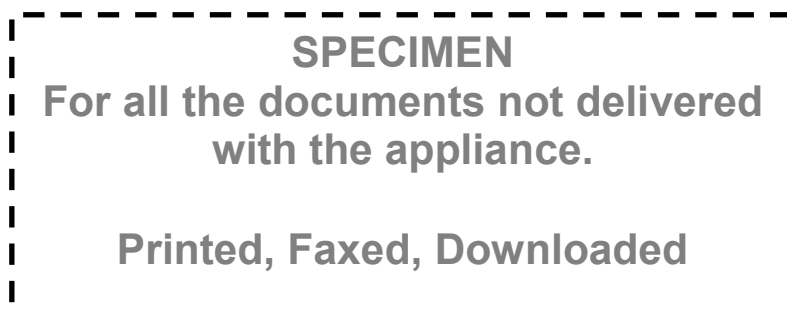 SPECIMEN
For all the documents not delivered
with the appliance.
Printed, Faxed, Downloaded